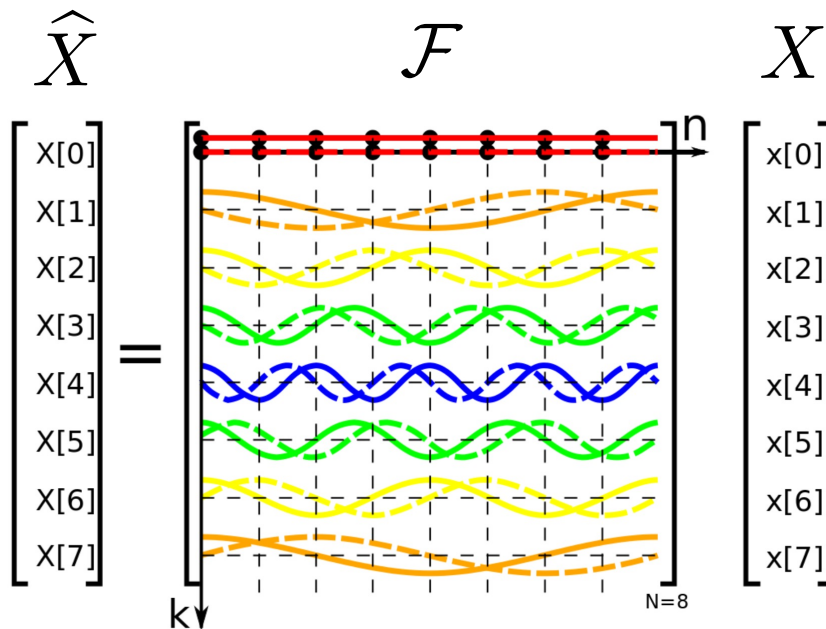 X̂ ℱ X
n
X[0] x[0]
X[1] x[1]
X[2] x[2]
X[3] x[3]
= 
X[4] x[4]
X[5] x[5]
X[6] x[6]
X[7] x[7]
N=8
k